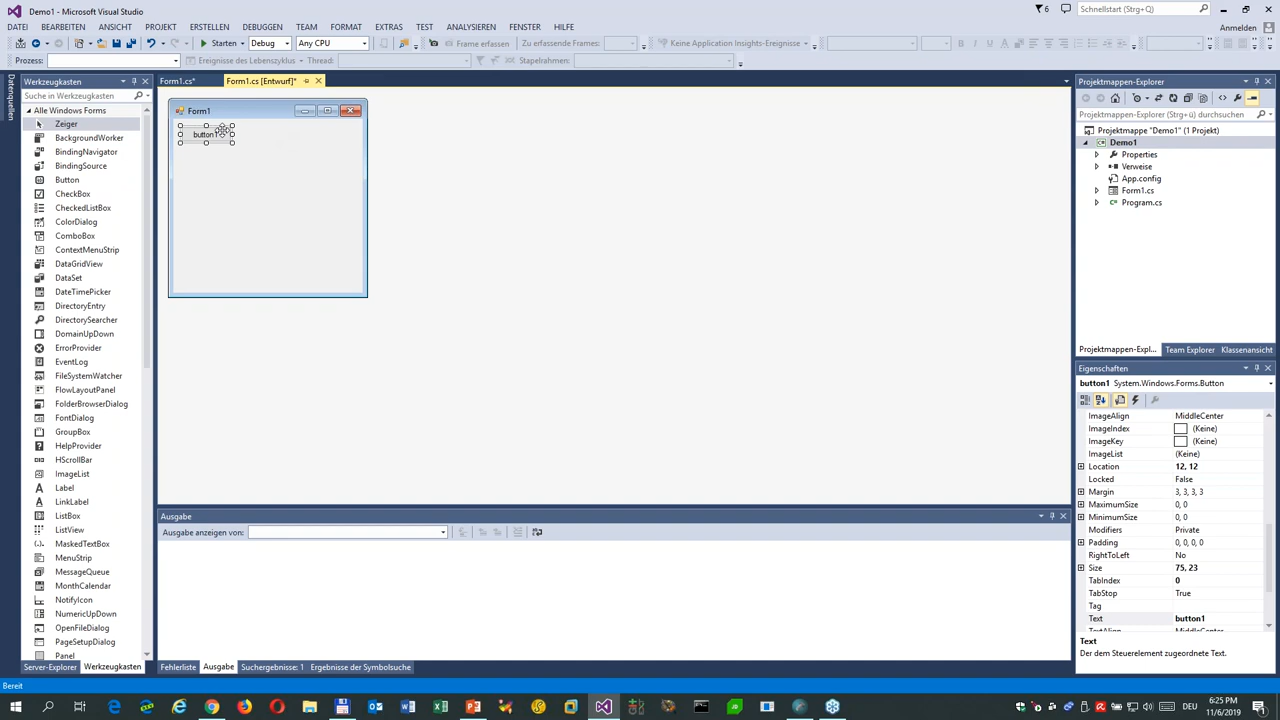 Demo1 - Microsoft Visual Studio
6
Schnellstart (Strg+Q)
DATEI
BEARBEITEN
ANSICHT
PROJEKT
ERSTELLEN
DEBUGGEN
TEAM
FORMAT
EXTRAS
TEST
ANALYSIEREN
FENSTER
HILFE
Anmelden
Starten
Debug
Any CPU
Frame erfassen
Zu erfassende Frames:
Keine Application Insights-Ereignisse
Prozess:
Ereignisse des Lebenszyklus
Thread:
Stapelrahmen:
Datenquellen
Werkzeugkasten
Suche in Werkzeugkasten
Alle Windows Forms
Zeiger
BackgroundWorker
BindingNavigator
BindingSource
Button
CheckBox
CheckedListBox
ColorDialog
ComboBox
ContextMenuStrip
DataGridView
DataSet
DateTimePicker
DirectoryEntry
DirectorySearcher
DomainUpDown
ErrorProvider
EventLog
FileSystemWatcher
FlowLayoutPanel
FolderBrowserDialog
FontDialog
GroupBox
HelpProvider
HScrollBar
ImageList
Label
LinkLabel
ListBox
ListView
MaskedTextBox
MenuStrip
MessageQueue
MonthCalendar
NotifyIcon
NumericUpDown
OpenFileDialog
PageSetupDialog
Panel
Server-Explorer
Werkzeugkasten
Form1.cs*
Form1.cs [Entwurf]*
Form1
button1
Ausgabe
Ausgabe anzeigen von:
Fehlerliste
Ausgabe
Suchergebnisse: 1
Ergebnisse der Symbolsuche
Projektmappen-Explorer
Projektmappen-Explorer (Strg+ü) durchsuchen
Projektmappe "Demo1" (1 Projekt)
Demo1
Properties
Verweise
App.config
Form1.cs
Program.cs
Projektmappen-Expl...
Team Explorer
Klassenansicht
Eigenschaften
button1 System.Windows.Forms.Button
ImageAlign MiddleCenter
ImageIndex (Keine)
ImageKey (Keine)
ImageList (Keine)
Location 12, 12
Locked False
Margin 3, 3, 3, 3
MaximumSize 0, 0
MinimumSize 0, 0
Modifiers Private
Padding 0, 0, 0, 0
RightToLeft No
Size 75, 23
TabIndex 0
TabStop True
Tag
Text button1
TextAlign MiddleCenter
Text
Der dem Steuerelement zugeordnete Text.
Bereit
DEU
6:25 PM
11/6/2019